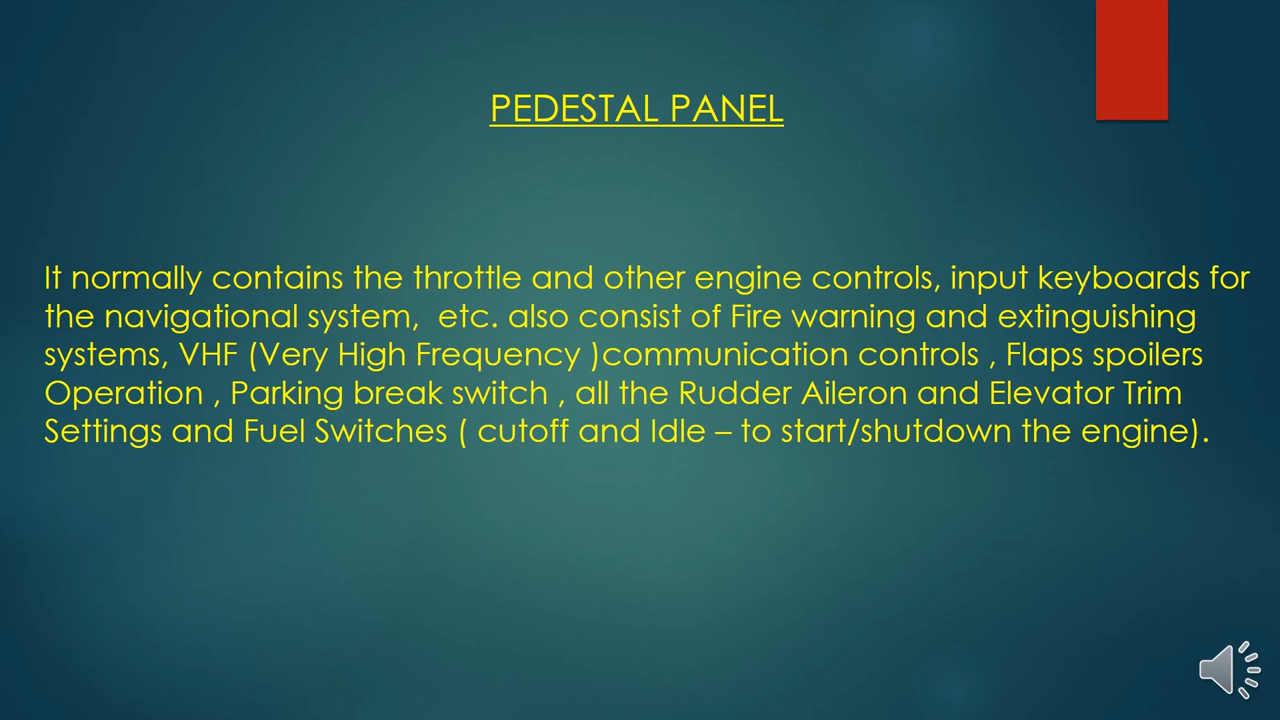 PEDESTAL PANEL
It normally contains the throttle and other engine controls, input keyboards for
the navigational system,  etc. also consist of Fire warning and extinguishing
systems, VHF (Very High Frequency )communication controls , Flaps spoilers
Operation , Parking break switch , all the Rudder Aileron and Elevator Trim
Settings and Fuel Switches ( cutoff and Idle – to start/shutdown the engine).